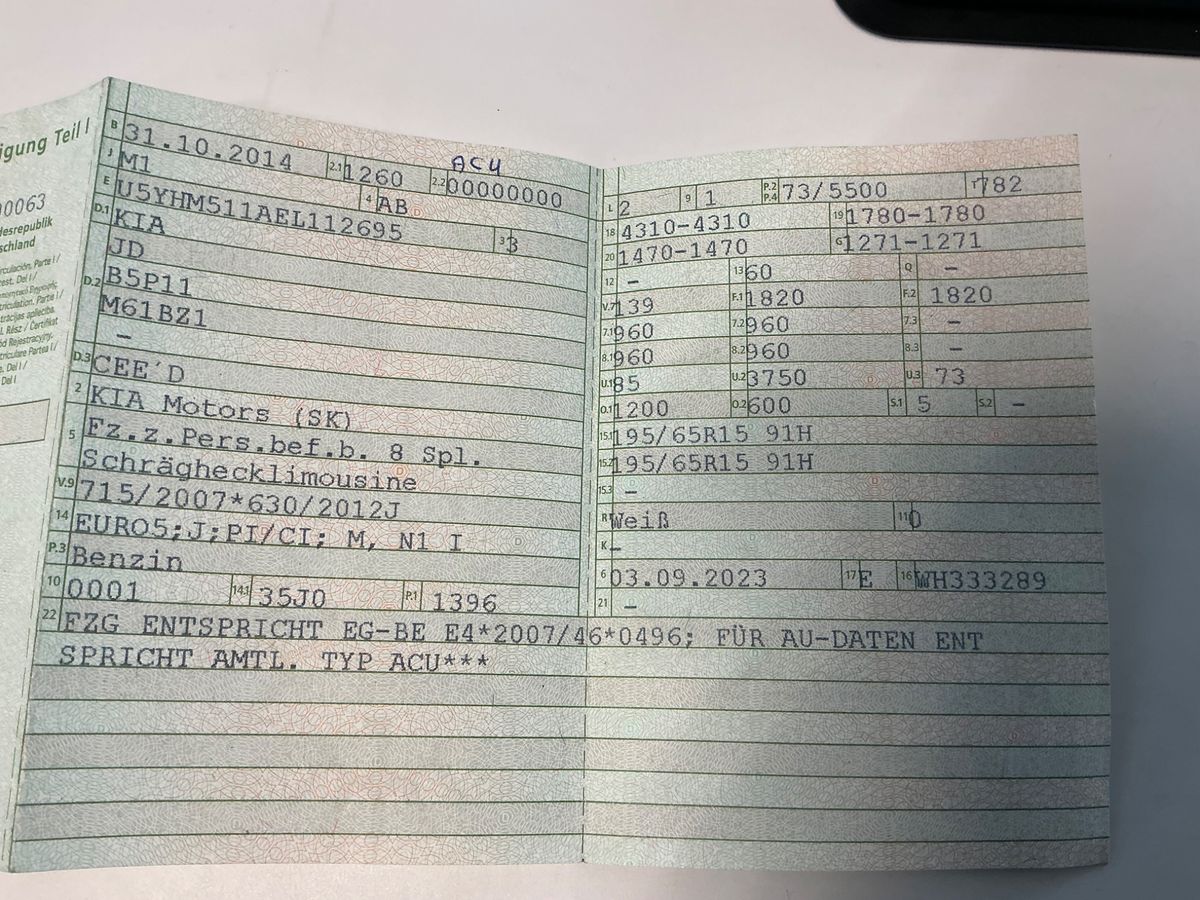 igung Teil I
00063
desrepublik
schland
B 31.10.2014 2.1 1260 2.2 00000000
ACU
J M1 4 AB
E U5YHM511AEL112695 3 3
D.1 KIA
JD
D.2 B5P11
M61BZ1
–
D.3 CEE´D
2 KIA Motors (SK)
5 Fz.z.Pers.bef.b. 8 Spl.
Schräghecklimousine
V.9 715/2007*630/2012J
14 EURO5;J;PI/CI; M, N1 I
P.3 Benzin
10 0001 14.1 35J0 P.1 1396
L 2 9 1 P.2 P.4 73/5500 T 182
18 4310-4310 19 1780-1780
20 1470-1470 G 1271-1271
12 – 13 60 Q –
V.7 139 F.1 1820 F.2 1820
7.1 960 7.2 960 7.3 –
8.1 960 8.2 960 8.3 –
U.1 85 U.2 3750 U.3 73
O.1 1200 O.2 600 S.1 5 S.2 –
15.1 195/65R15 91H
15.2 195/65R15 91H
15.3 –
R Weiß 11 0
K –
6 03.09.2023 17 E 16 WH333289
21 –
22 FZG ENTSPRICHT EG-BE E4*2007/46*0496; FÜR AU-DATEN ENT
SPRICHT AMTL. TYP ACU***